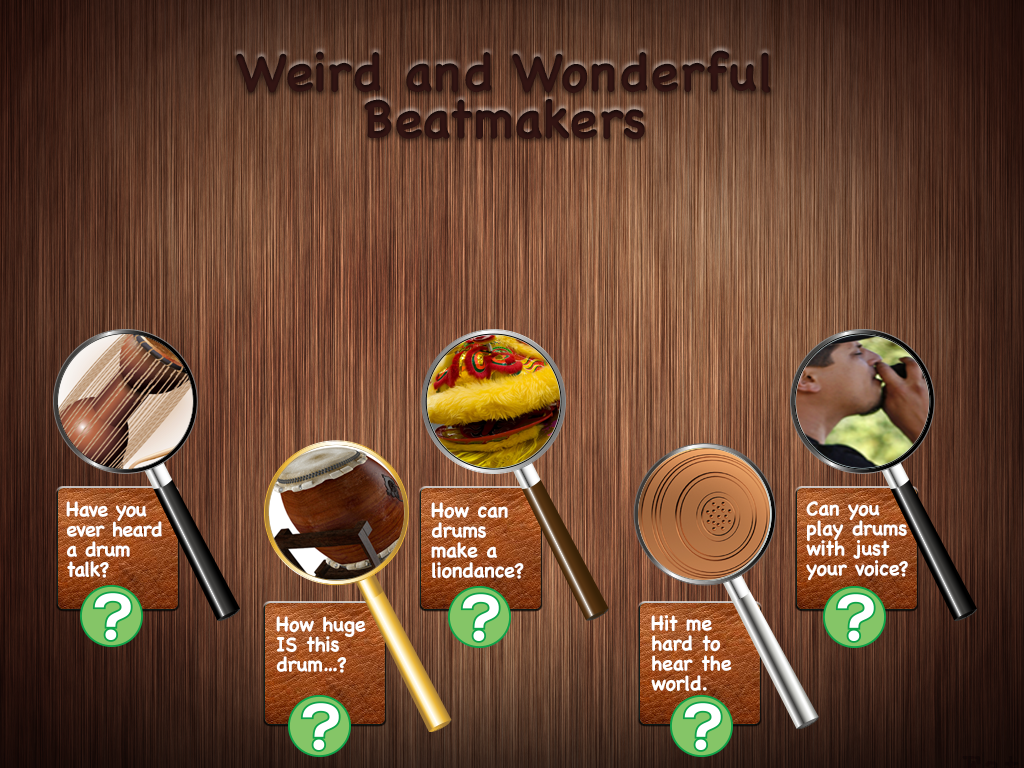 Weird and Wonderful
Beatmakers
Have you
ever heard
a drum
talk?
?
How huge
IS this
drum...?
?
How can
drums
make a
liondance?
?
Hit me
hard to
hear the
world.
?
Can you
play drums
with just
your voice?
?